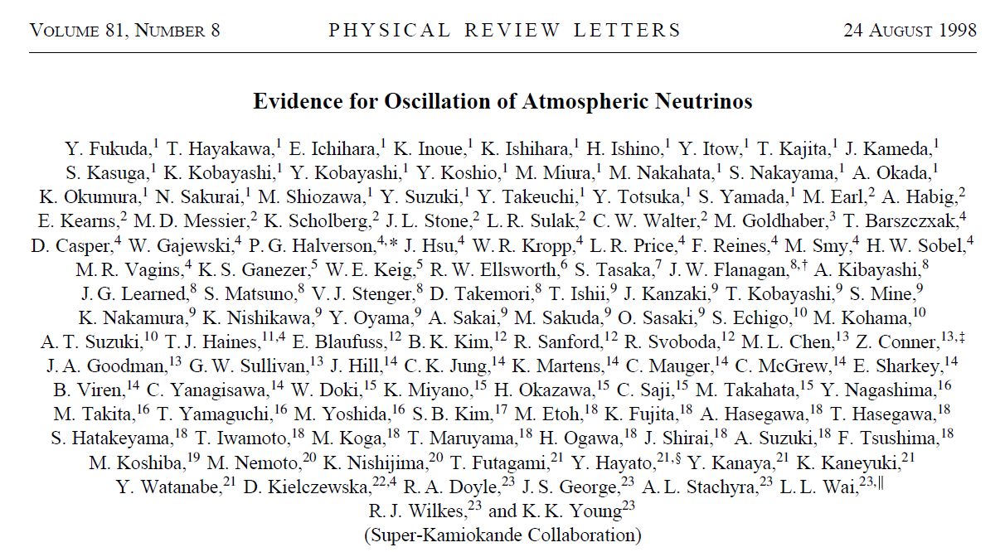 VOLUME 81, NUMBER 8 PHYSICAL REVIEW LETTERS 24 AUGUST 1998
Evidence for Oscillation of Atmospheric Neutrinos
Y. Fukuda,¹ T. Hayakawa,¹ E. Ichihara,¹ K. Inoue,¹ K. Ishihara,¹ H. Ishino,¹ Y. Itow,¹ T. Kajita,¹ J. Kameda,¹
S. Kasuga,¹ K. Kobayashi,¹ Y. Kobayashi,¹ Y. Koshio,¹ M. Miura,¹ M. Nakahata,¹ S. Nakayama,¹ A. Okada,¹
K. Okumura,¹ N. Sakurai,¹ M. Shiozawa,¹ Y. Suzuki,¹ Y. Takeuchi,¹ Y. Totsuka,¹ S. Yamada,¹ M. Earl,² A. Habig,²
E. Kearns,² M. D. Messier,² K. Scholberg,² J. L. Stone,² L. R. Sulak,² C. W. Walter,² M. Goldhaber,³ T. Barszczxak,⁴
D. Casper,⁴ W. Gajewski,⁴ P. G. Halverson,⁴,* J. Hsu,⁴ W. R. Kropp,⁴ L. R. Price,⁴ F. Reines,⁴ M. Smy,⁴ H. W. Sobel,⁴
M. R. Vagins,⁴ K. S. Ganezer,⁵ W. E. Keig,⁵ R. W. Ellsworth,⁶ S. Tasaka,⁷ J. W. Flanagan,⁸,† A. Kibayashi,⁸
J. G. Learned,⁸ S. Matsuno,⁸ V. J. Stenger,⁸ D. Takemori,⁸ T. Ishii,⁹ J. Kanzaki,⁹ T. Kobayashi,⁹ S. Mine,⁹
K. Nakamura,⁹ K. Nishikawa,⁹ Y. Oyama,⁹ A. Sakai,⁹ M. Sakuda,⁹ O. Sasaki,⁹ S. Echigo,¹⁰ M. Kohama,¹⁰
A. T. Suzuki,¹⁰ T. J. Haines,¹¹,⁴ E. Blaufuss,¹² B. K. Kim,¹² R. Sanford,¹² R. Svoboda,¹² M. L. Chen,¹³ Z. Conner,¹³,‡
J. A. Goodman,¹³ G. W. Sullivan,¹³ J. Hill,¹⁴ C. K. Jung,¹⁴ K. Martens,¹⁴ C. Mauger,¹⁴ C. McGrew,¹⁴ E. Sharkey,¹⁴
B. Viren,¹⁴ C. Yanagisawa,¹⁴ W. Doki,¹⁵ K. Miyano,¹⁵ H. Okazawa,¹⁵ C. Saji,¹⁵ M. Takahata,¹⁵ Y. Nagashima,¹⁶
M. Takita,¹⁶ T. Yamaguchi,¹⁶ M. Yoshida,¹⁶ S. B. Kim,¹⁷ M. Etoh,¹⁸ K. Fujita,¹⁸ A. Hasegawa,¹⁸ T. Hasegawa,¹⁸
S. Hatakeyama,¹⁸ T. Iwamoto,¹⁸ M. Koga,¹⁸ T. Maruyama,¹⁸ H. Ogawa,¹⁸ J. Shirai,¹⁸ A. Suzuki,¹⁸ F. Tsushima,¹⁸
M. Koshiba,¹⁹ M. Nemoto,²⁰ K. Nishijima,²⁰ T. Futagami,²¹ Y. Hayato,²¹,§ Y. Kanaya,²¹ K. Kaneyuki,²¹
Y. Watanabe,²¹ D. Kielczewska,²²,⁴ R. A. Doyle,²³ J. S. George,²³ A. L. Stachyra,²³ L. L. Wai,²³,‖
R. J. Wilkes,²³ and K. K. Young²³
(Super-Kamiokande Collaboration)